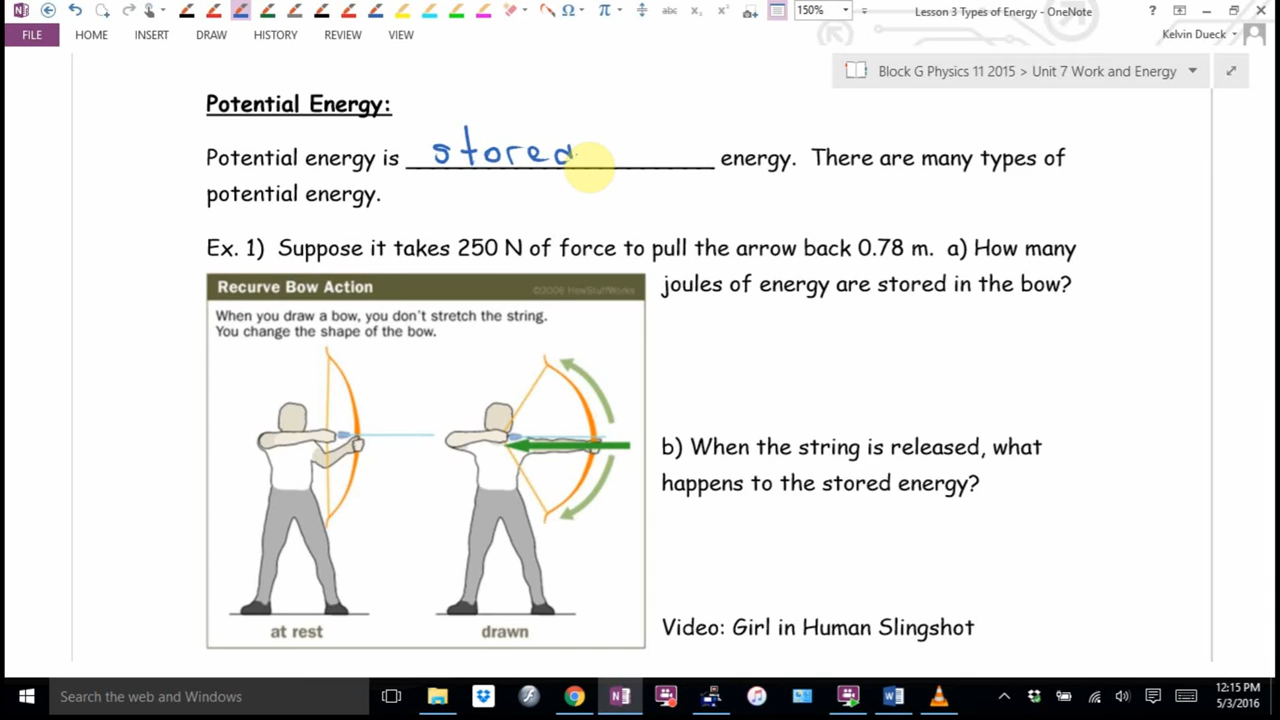 150%
Lesson 3 Types of Energy - OneNote
FILE HOME INSERT DRAW HISTORY REVIEW VIEW
Kelvin Dueck
Block G Physics 11 2015 > Unit 7 Work and Energy
Potential Energy:
Potential energy is stored energy. There are many types of
potential energy.
Ex. 1) Suppose it takes 250 N of force to pull the arrow back 0.78 m. a) How many
joules of energy are stored in the bow?
Recurve Bow Action
©2006 HowStuffWorks
When you draw a bow, you don't stretch the string.
You change the shape of the bow.
at rest
drawn
b) When the string is released, what
happens to the stored energy?
Video: Girl in Human Slingshot
Search the web and Windows
12:15 PM
5/3/2016